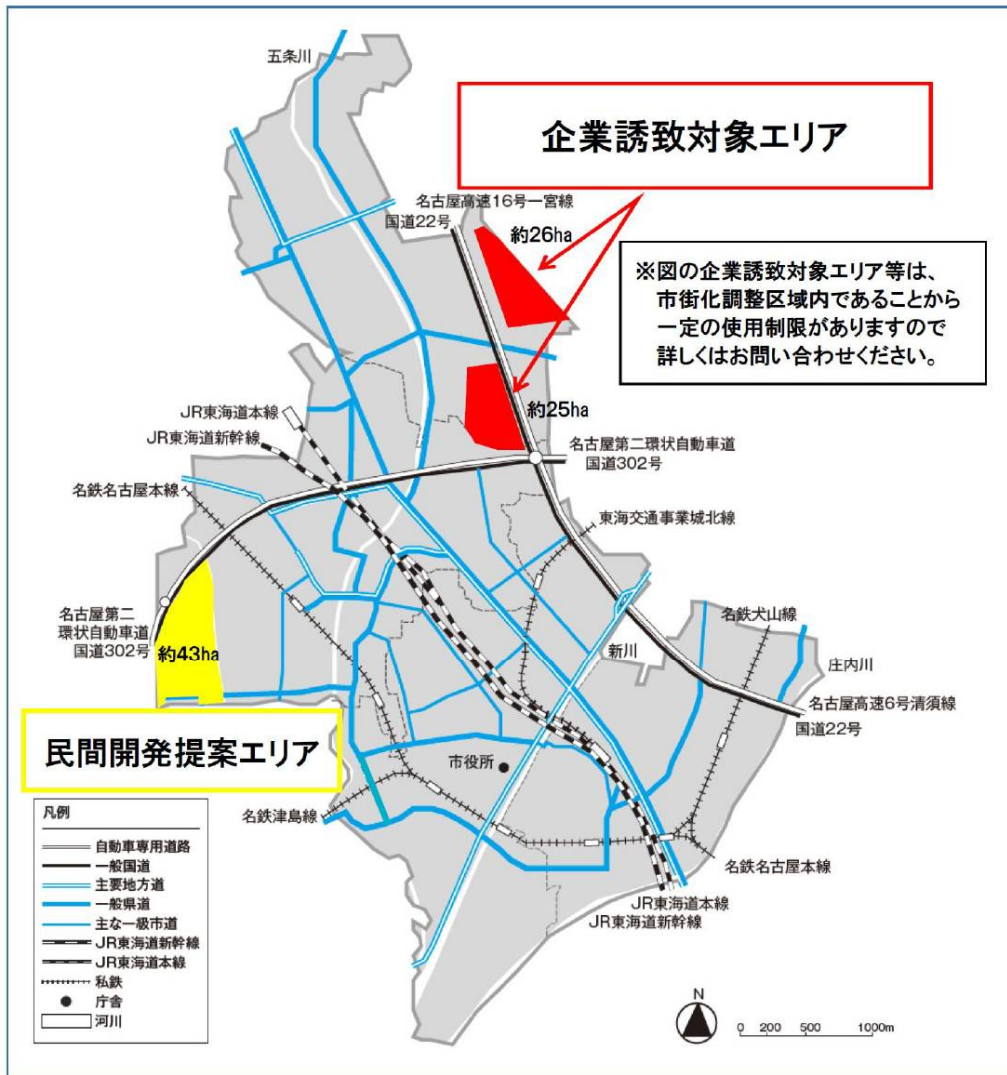 五条川
企業誘致対象エリア
名古屋高速16号一宮線
国道22号
約26ha
※図の企業誘致対象エリア等は、
市街化調整区域内であることから
一定の使用制限がありますので
詳しくはお問い合わせください。
約25ha
JR東海道本線
JR東海道新幹線
名古屋第二環状自動車道
国道302号
名鉄名古屋本線
東海交通事業城北線
名古屋第二
環状自動車道
国道302号
約43ha
名鉄犬山線
新川
庄内川
名古屋高速6号清須線
国道22号
民間開発提案エリア
市役所
名鉄津島線
名鉄名古屋本線
JR東海道本線
JR東海道新幹線
凡例
自動車専用道路
一般国道
主要地方道
一般県道
主な一級市道
JR東海道新幹線
JR東海道本線
私鉄
庁舎
河川
N
0 200 500 1000m